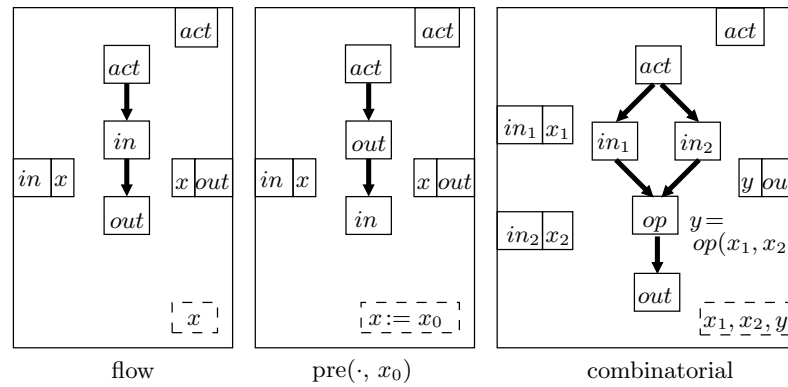 act
act
in
in x
x out
out
x
flow
act
act
out
in x
x out
in
x := x₀
pre(·, x₀)
act
act
in₁ x₁
in₁
in₂
y ou
in₂ x₂
op
y =
op(x₁, x₂
out
x₁, x₂, y
combinatorial